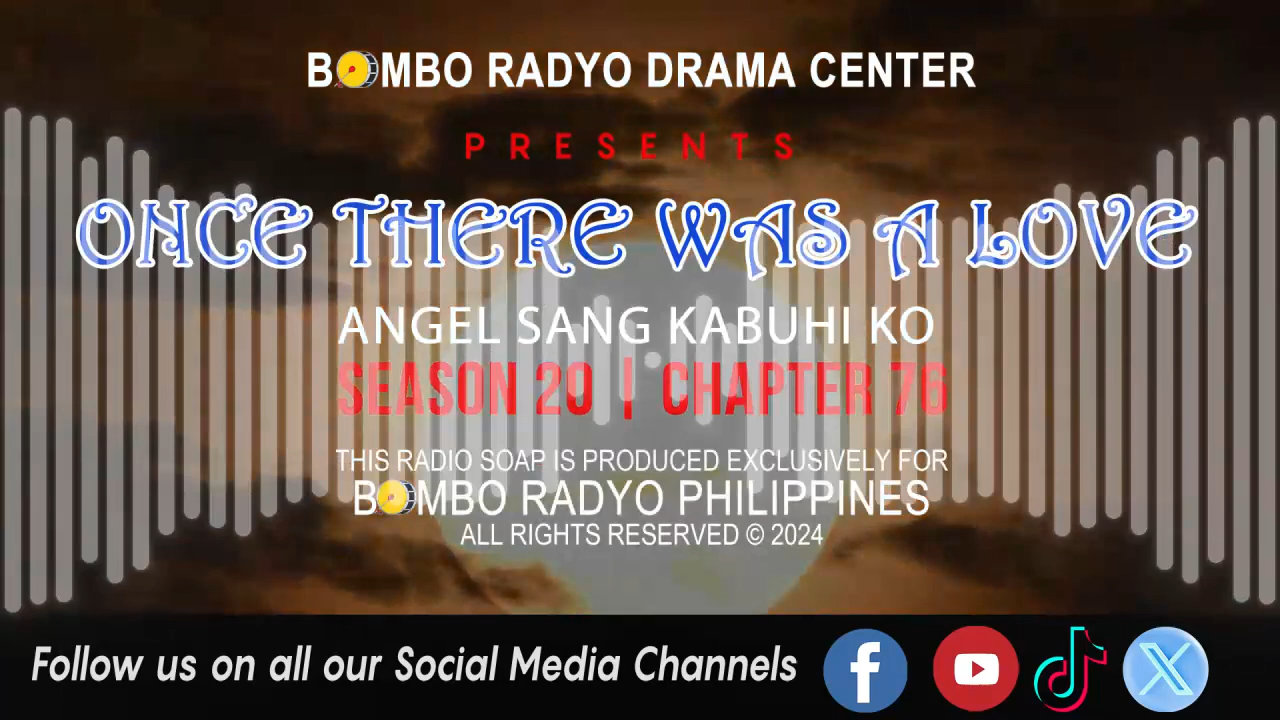 BOMBO RADYO DRAMA CENTER
PRESENTS
ONCE THERE WAS A LOVE
ANGEL SANG KABUHI KO
SEASON 20 | CHAPTER 76
THIS RADIO SOAP IS PRODUCED EXCLUSIVELY FOR
BOMBO RADYO PHILIPPINES
ALL RIGHTS RESERVED © 2024
Follow us on all our Social Media Channels